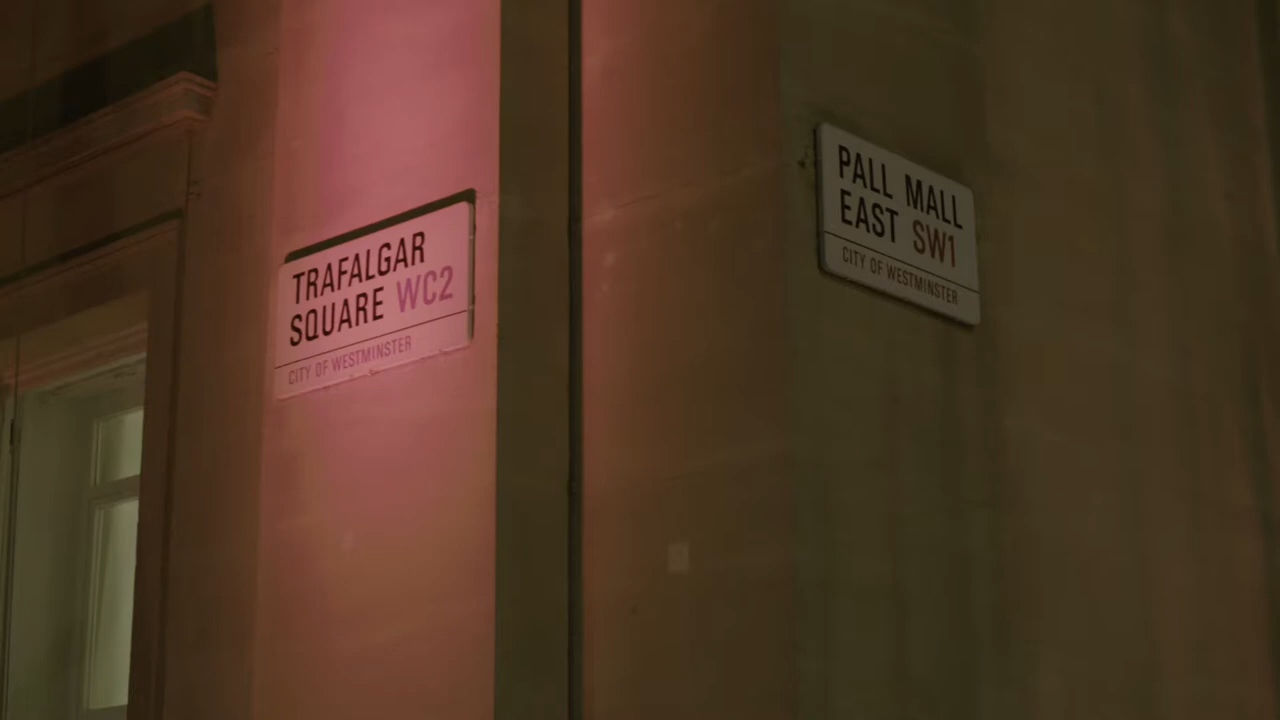 TRAFALGAR
SQUARE WC2
CITY OF WESTMINSTER
PALL MALL
EAST SW1
CITY OF WESTMINSTER